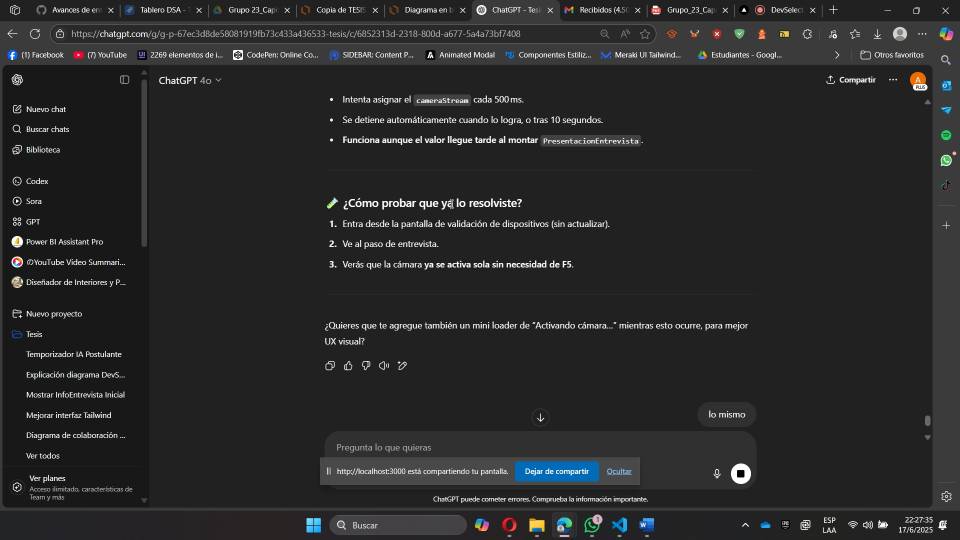 Avances de em
Tablero DSA - T
Grupo 23_Cap
Copia de TESIS
Diagrama en b
ChatGPT - Tesi
Recibidos (4.50
Grupo_23_Cap
DevSelect
https://chatgpt.com/g/g-p-67ec3d8de58081919fb73c433a436533-tesis/c/6852313d-2318-800d-a677-5a4a73bf7408
(1) Facebook
(7) YouTube
2269 elementos de i...
CodePen: Online Co...
SIDEBAR: Content P...
Animated Modal
Componentes Estiliz...
Meraki UI Tailwind...
Estudiantes - Googl...
Otros favoritos
ChatGPT 4o
Compartir
PLUS
Nuevo chat
Buscar chats
Biblioteca
Codex
Sora
GPT
Power BI Assistant Pro
YouTube Video Summari...
Diseñador de Interiores y P...
Nuevo proyecto
Tesis
Temporizador IA Postulante
Explicación diagrama DevS...
Mostrar InfoEntrevista Inicial
Mejorar interfaz Tailwind
Diagrama de colaboración ...
Ver todos
Ver planes
Acceso ilimitado, características de
Team y más
• Intenta asignar el cameraStream cada 500 ms.
• Se detiene automáticamente cuando lo logra, o tras 10 segundos.
• Funciona aunque el valor llegue tarde al montar PresentacionEntrevista.
¿Cómo probar que ya lo resolviste?
1. Entra desde la pantalla de validación de dispositivos (sin actualizar).
2. Ve al paso de entrevista.
3. Verás que la cámara ya se activa sola sin necesidad de F5.
¿Quieres que te agregue también un mini loader de "Activando cámara..." mientras esto ocurre, para mejor
UX visual?
lo mismo
Pregunta lo que quieras
http://localhost:3000 está compartiendo tu pantalla.
Dejar de compartir
Ocultar
ChatGPT puede cometer errores. Comprueba la información importante.
Buscar
1
ESP
LAA
22:27:35
17/6/2025